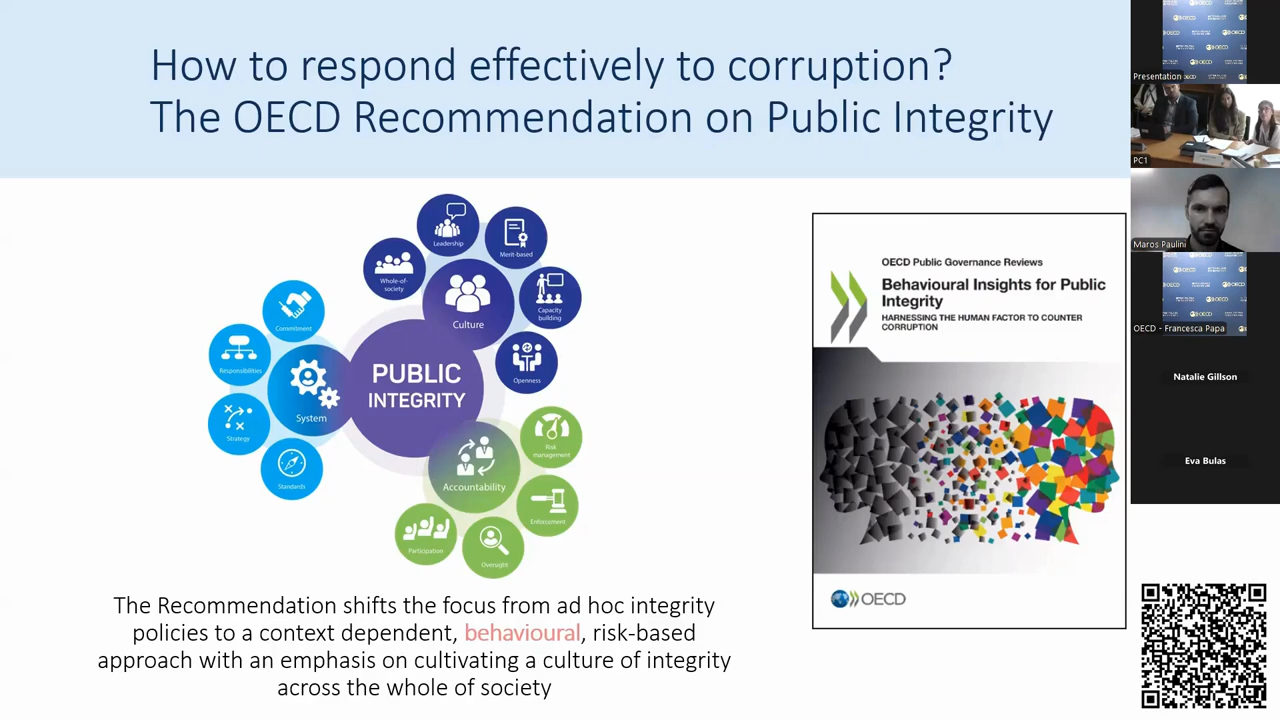 How to respond effectively to corruption?
The OECD Recommendation on Public Integrity
Leadership
Merit-based
Whole-of-
society
Culture
Capacity
building
Openness
Commitment
Responsibilities
System
Strategy
Standards
PUBLIC
INTEGRITY
Accountability
Risk
management
Enforcement
Participation
Oversight
The Recommendation shifts the focus from ad hoc integrity
policies to a context dependent, behavioural, risk-based
approach with an emphasis on cultivating a culture of integrity
across the whole of society
OECD Public Governance Reviews
Behavioural Insights for Public
Integrity
HARNESSING THE HUMAN FACTOR TO COUNTER
CORRUPTION
OECD
Presentation
PC1
Maros Paulini
OECD - Francesca Papa
Natalie Gillson
Eva Bulas